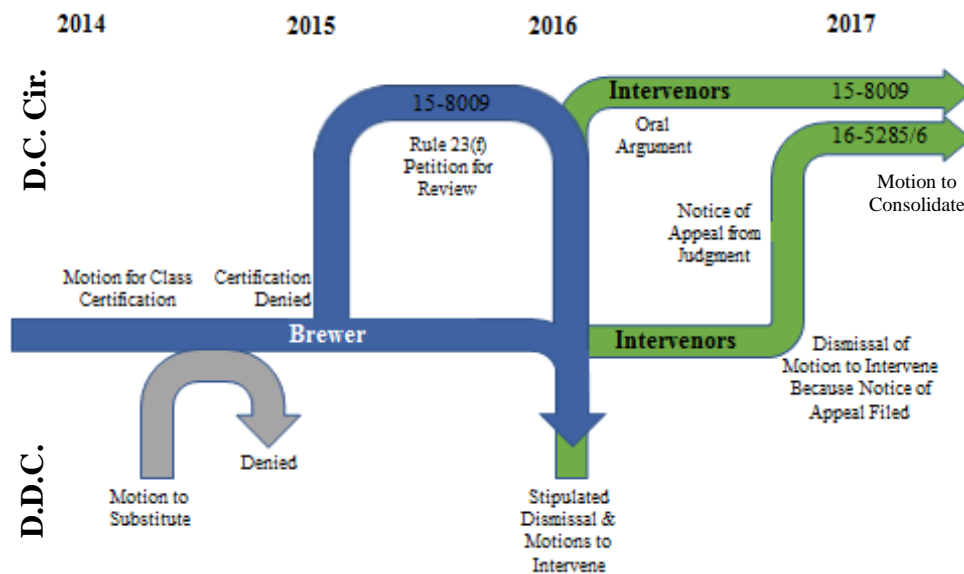 2014 2015 2016 2017
D.C. Cir.
Intervenors 15-8009
15-8009
Oral
Argument
16-5285/6
Rule 23(f)
Petition for
Review
Motion to
Consolidate
Notice of
Appeal from
Judgment
Motion for Class
Certification
Certification
Denied
Brewer
Intervenors
Dismissal of
Motion to Intervene
Because Notice of
Appeal Filed
D.D.C.
Denied
Motion to
Substitute
Stipulated
Dismissal &
Motions to
Intervene